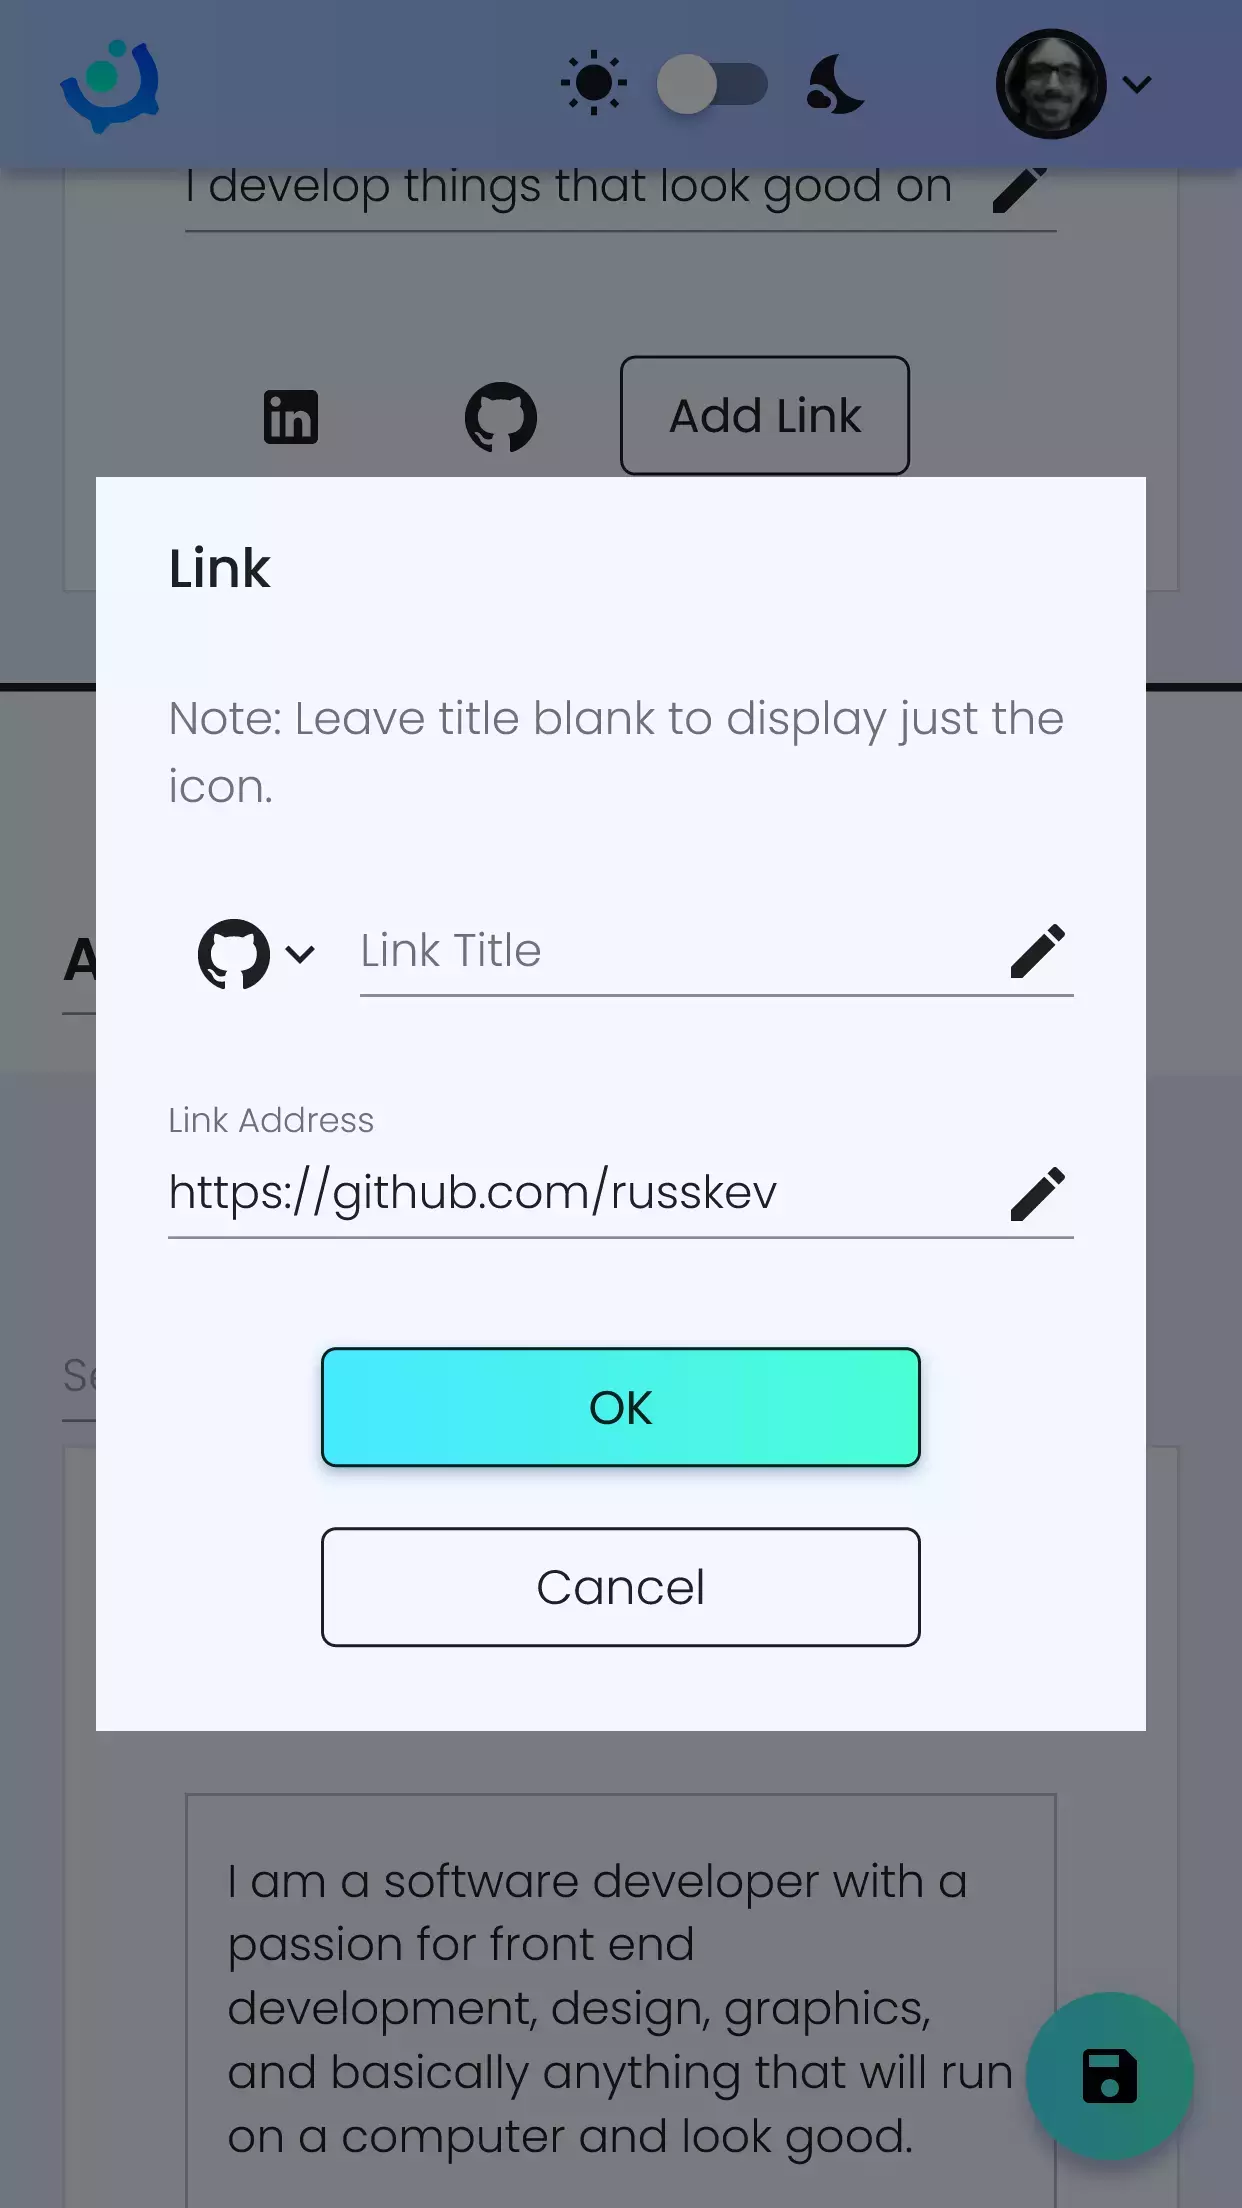 I develop things that look good on
Add Link
Link
Note: Leave title blank to display just the
icon.
Link Title
Link Address
https://github.com/russkev
OK
Cancel
I am a software developer with a
passion for front end
development, design, graphics,
and basically anything that will run
on a computer and look good.